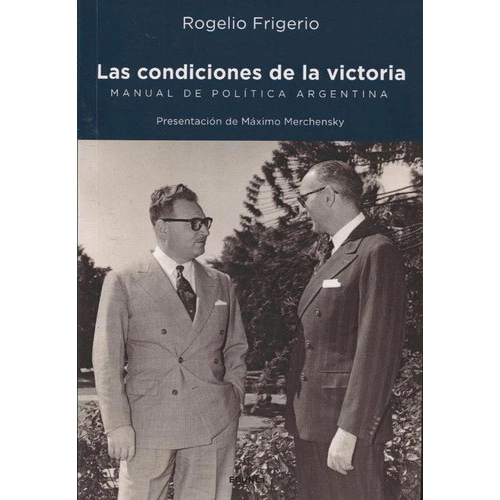 Rogelio Frigerio
Las condiciones de la victoria
MANUAL DE POLÍTICA ARGENTINA
Presentación de Máximo Merchensky